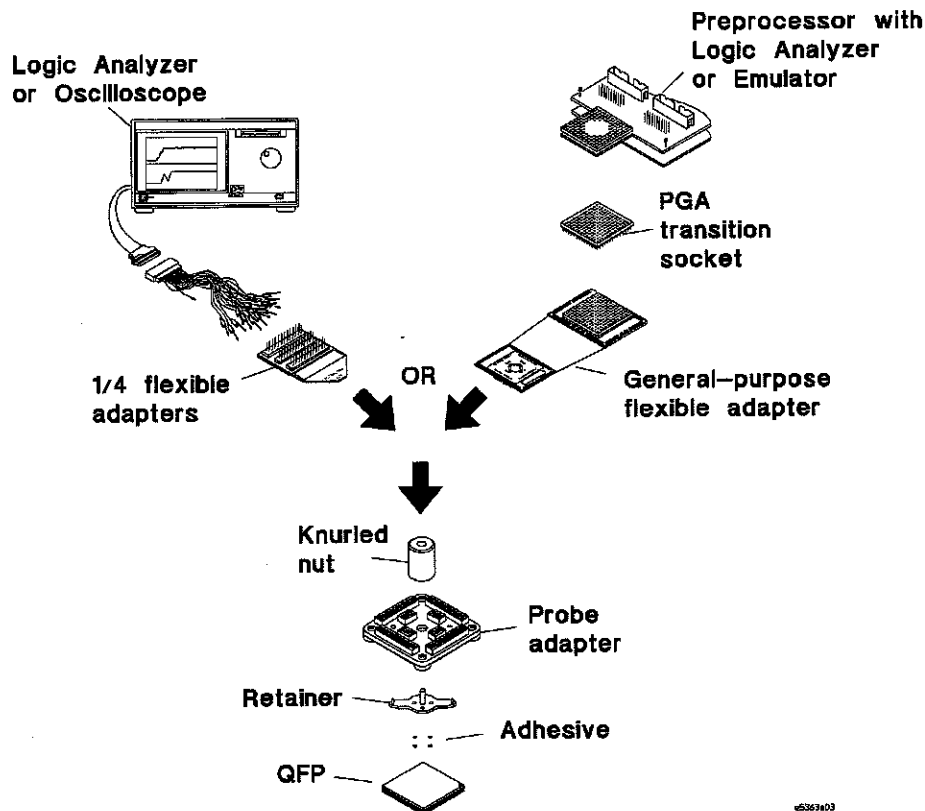 Preprocessor with
Logic Analyzer
or Emulator
Logic Analyzer
or Oscilloscope
PGA
transition
socket
1/4 flexible
adapters
OR
General-purpose
flexible adapter
Knurled
nut
Probe
adapter
Retainer
Adhesive
QFP
e5363a03